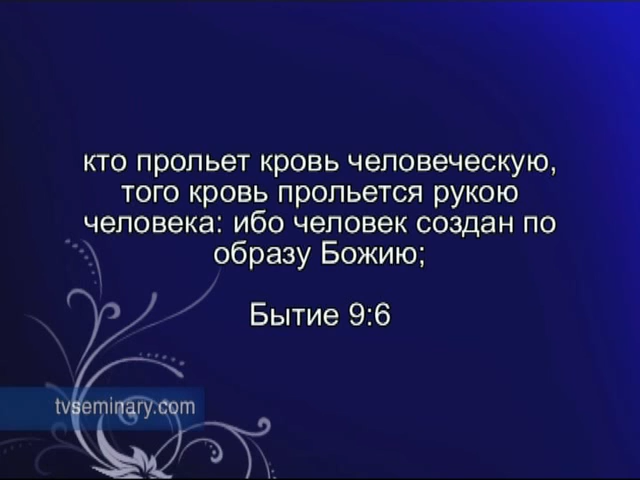 кто прольет кровь человеческую,
того кровь прольется рукою
человека: ибо человек создан по
образу Божию;
Бытие 9:6
tvseminary.com